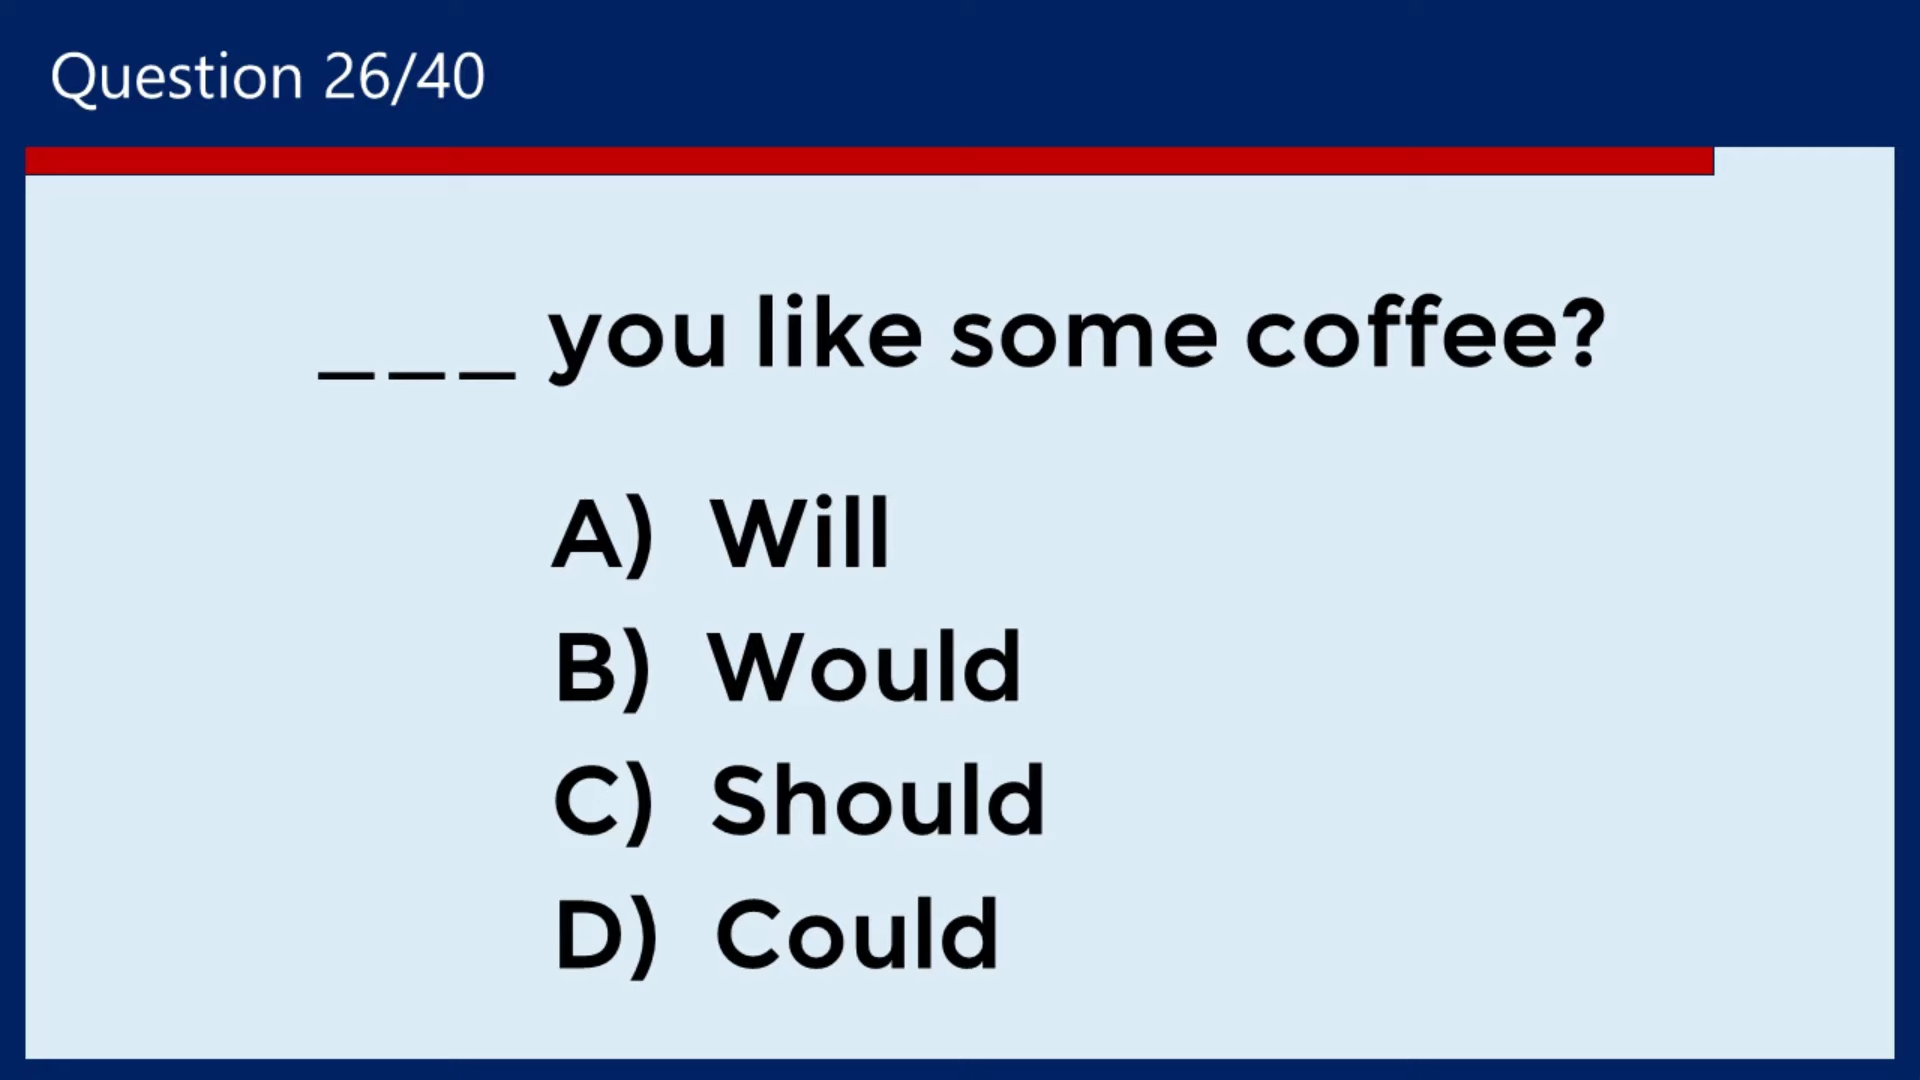 Question 26/40
___ you like some coffee?
A) Will
B) Would
C) Should
D) Could